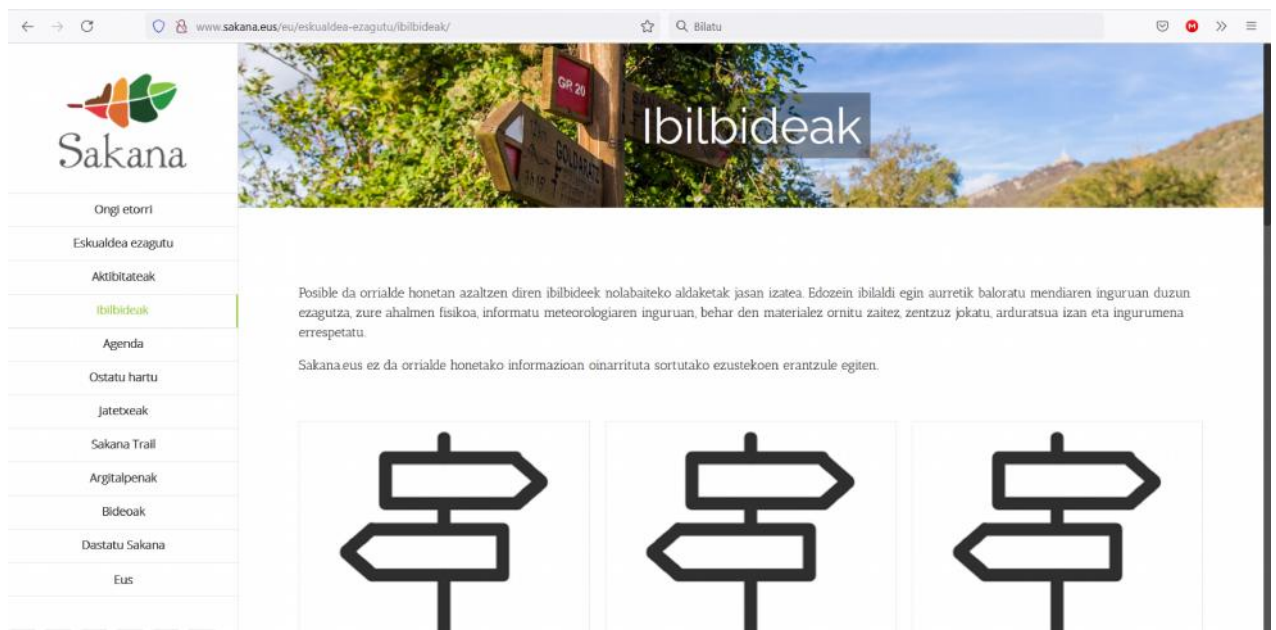 www.sakana.eus/eu/eskualdea-ezagutu/ibilbideak/
Bilatu
Sakana
Ongi etorri
Eskualdea ezagutu
Aktibitateak
Ibilbideak
Agenda
Ostatu hartu
Jatetxeak
Sakana Trail
Argitalpenak
Bideoak
Dastatu Sakana
Eus
GR 20
GOLDARATZ
Ibilbideak
Posible da orrialde honetan azaltzen diren ibilbideek nolabaiteko aldaketak jasan izatea. Edozein ibilaldi egin aurretik baloratu mendiaren inguruan duzun
ezagutza, zure ahalmen fisikoa, informatu meteorologiaren inguruan, behar den materialez ornitu zaitez, zentzuz jokatu, arduratsua izan eta ingurumena
errespetatu.
Sakana.eus ez da orrialde honetako informazioan oinarrituta sortutako ezustekoen erantzule egiten.